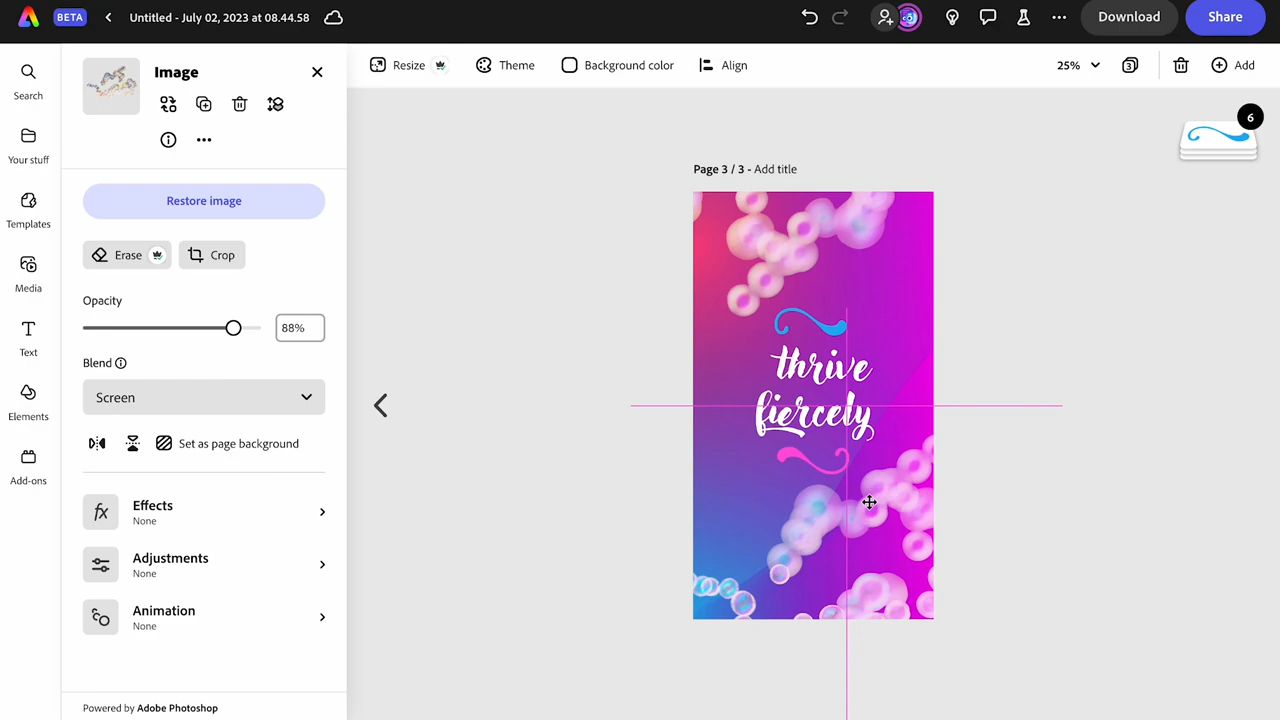 BETA
Untitled - July 02, 2023 at 08.44.58
Download
Share
Search
Your stuff
Templates
Media
Text
Elements
Add-ons
Image
Restore image
Erase
Crop
Opacity
88%
Blend
Screen
Set as page background
Effects
None
Adjustments
None
Animation
None
Powered by Adobe Photoshop
Resize
Theme
Background color
Align
25%
3
Add
6
Page 3 / 3 - Add title
thrive
fiercely